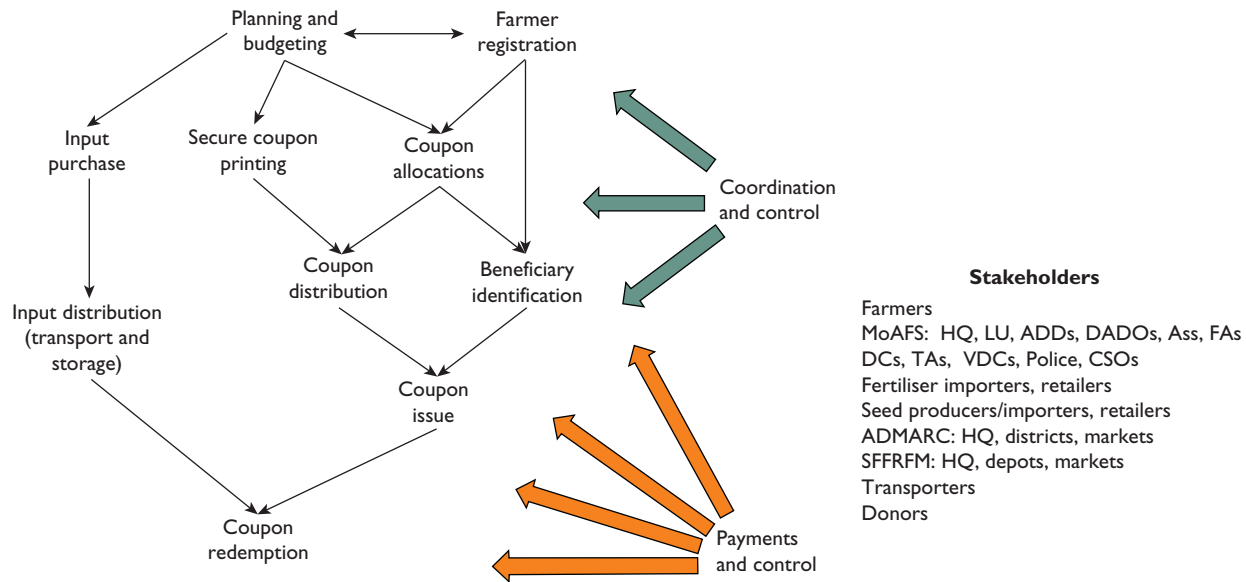 Planning and
budgeting
Farmer
registration
Input
purchase
Secure coupon
printing
Coupon
allocations
Coordination
and control
Coupon
distribution
Beneficiary
identification
Input distribution
(transport and
storage)
Coupon
issue
Coupon
redemption
Payments
and control
Stakeholders
Farmers
MoAFS: HQ, LU, ADDs, DADOs, Ass, FAs
DCs, TAs, VDCs, Police, CSOs
Fertiliser importers, retailers
Seed producers/importers, retailers
ADMARC: HQ, districts, markets
SFFRFM: HQ, depots, markets
Transporters
Donors